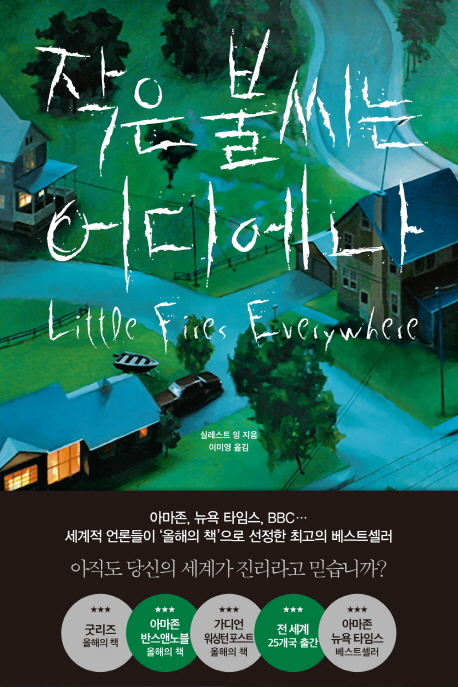 작은 불씨는
어디에나
Little Fires Everywhere
실레스트 잉 지음
이미영 옮김
아마존, 뉴욕 타임스, BBC…
세계적 언론들이 '올해의 책'으로 선정한 최고의 베스트셀러
아직도 당신의 세계가 진리라고 믿습니까?
★★★
굿리즈
올해의 책
★★★
아마존
반스앤노블
올해의 책
★★★
가디언
워싱턴포스트
올해의 책
★★★
전 세계
25개국 출간
★★★
아마존
뉴욕 타임스
베스트셀러